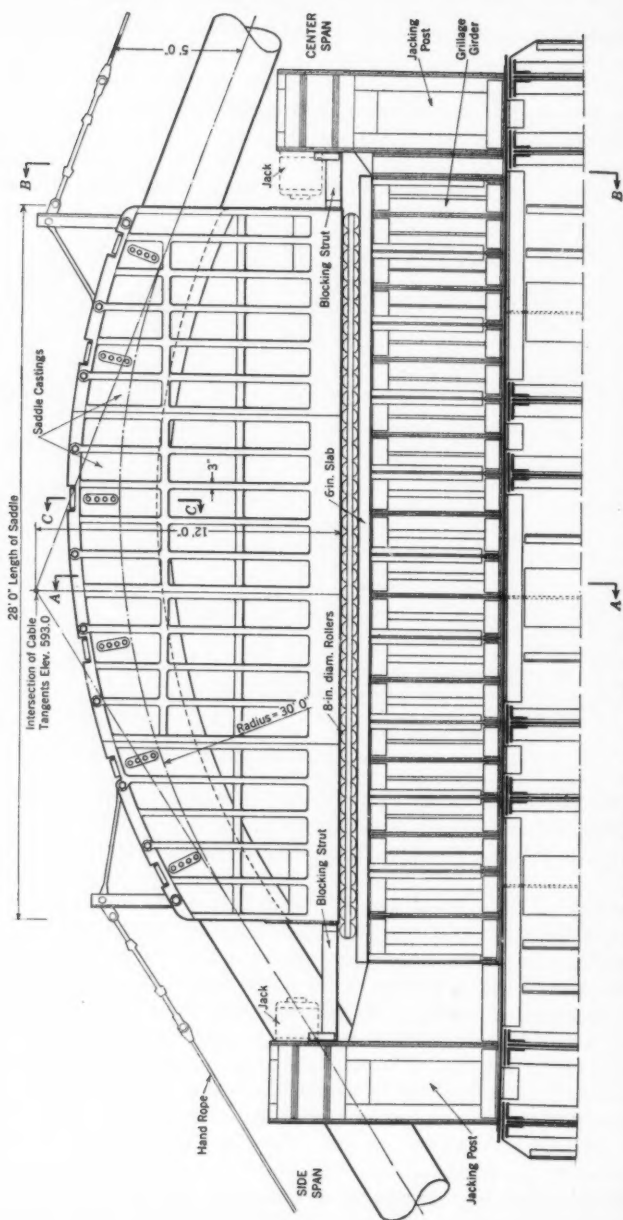 28' 0" Length of Saddle
Intersection of Cable
Tangents Elev. 593.0
Saddle Castings
Hand Rope
SIDE
SPAN
CENTER
SPAN
5'. 0"
B
B
C
C
A
A
3"
12'. 0"
Radius = 30' 0"
Jack
Jack
Blocking Strut
Blocking Strut
8-in. diam. Rollers
6-in. Slab
Jacking
Post
Jacking Post
Grillage
Girder